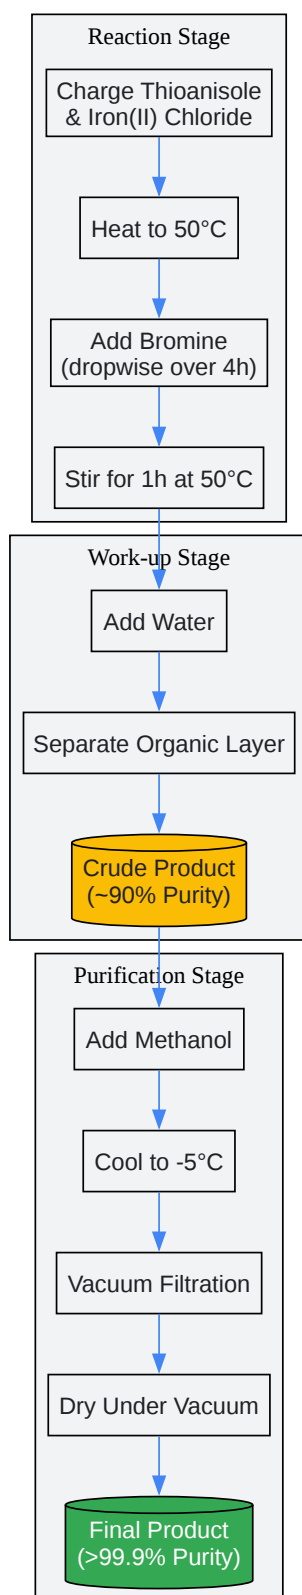 Reaction Stage
Charge Thioanisole
& Iron(II) Chloride
Heat to 50°C
Add Bromine
(dropwise over 4h)
Stir for 1h at 50°C
Work-up Stage
Add Water
Separate Organic Layer
Crude Product
(~90% Purity)
Purification Stage
Add Methanol
Cool to -5°C
Vacuum Filtration
Dry Under Vacuum
Final Product
(>99.9% Purity)